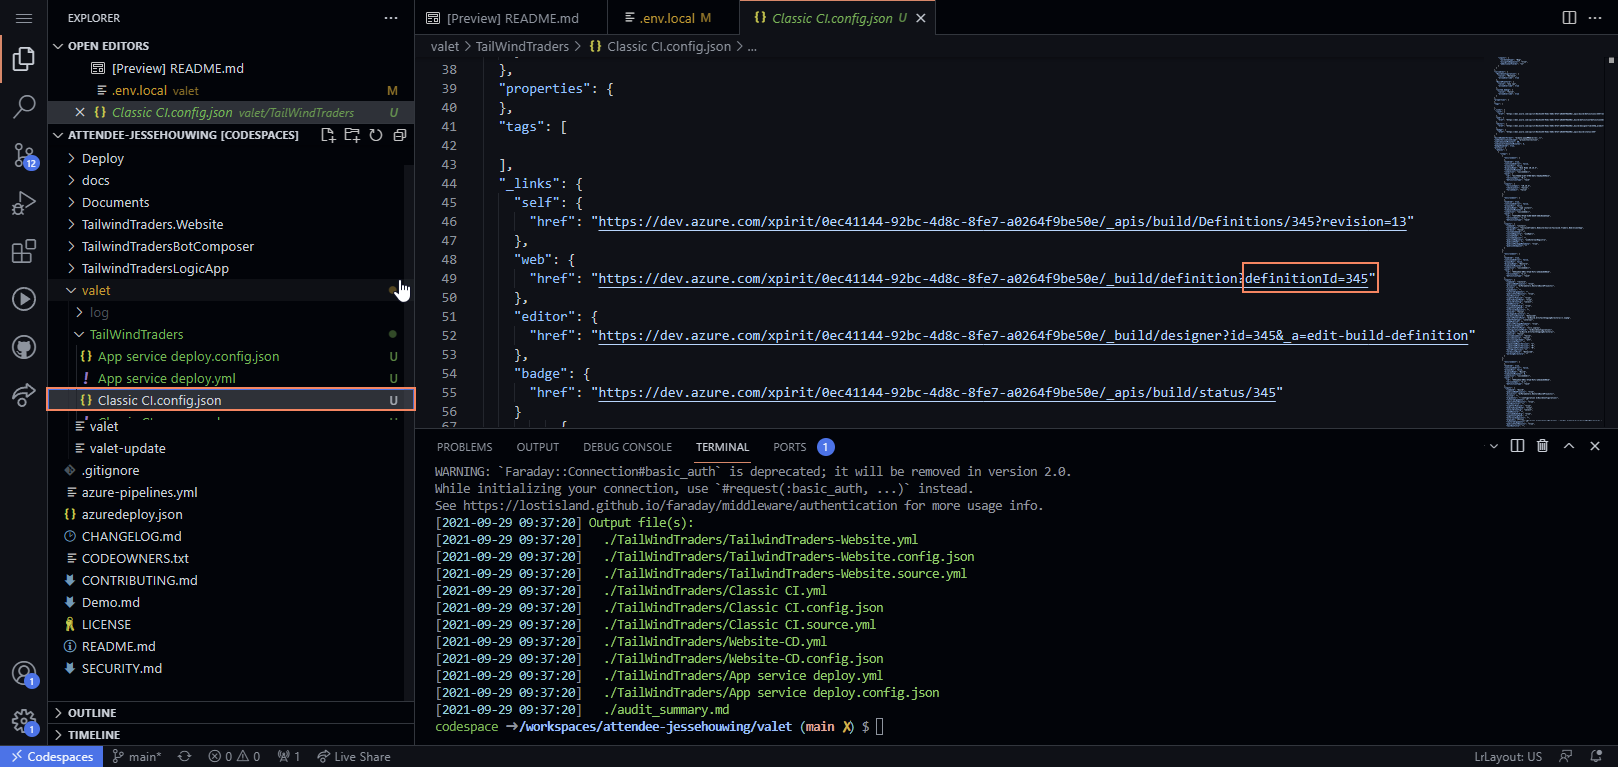 EXPLORER
OPEN EDITORS
[Preview] README.md
.env.local valet M
Classic CI.config.json valet/TailWindTraders U
ATTENDEE-JESSEHOUWING [CODESPACES]
Deploy
docs
Documents
TailwindTraders.Website
TailwindTradersBotComposer
TailwindTradersLogicApp
valet
log
TailWindTraders
App service deploy.config.json U
App service deploy.yml U
Classic CI.config.json U
valet
valet-update
.gitignore
azure-pipelines.yml
azuredeploy.json
CHANGELOG.md
CODEOWNERS.txt
CONTRIBUTING.md
Demo.md
LICENSE
README.md
SECURITY.md
OUTLINE
TIMELINE
12
1
1
[Preview] README.md
.env.local M
Classic CI.config.json U
valet > TailWindTraders > {} Classic CI.config.json > ...
38 },
39 "properties": {
40 },
41 "tags": [
42
43 ],
44 "_links": {
45 "self": {
46 "href": "https://dev.azure.com/xpirit/0ec41144-92bc-4d8c-8fe7-a0264f9be50e/_apis/build/Definitions/345?revision=13"
47 },
48 "web": {
49 "href": "https://dev.azure.com/xpirit/0ec41144-92bc-4d8c-8fe7-a0264f9be50e/_build/definition?definitionId=345"
50 },
51 "editor": {
52 "href": "https://dev.azure.com/xpirit/0ec41144-92bc-4d8c-8fe7-a0264f9be50e/_build/designer?id=345&_a=edit-build-definition"
53 },
54 "badge": {
55 "href": "https://dev.azure.com/xpirit/0ec41144-92bc-4d8c-8fe7-a0264f9be50e/_apis/build/status/345"
56 }
PROBLEMS OUTPUT DEBUG CONSOLE TERMINAL PORTS 1
WARNING: `Faraday::Connection#basic_auth` is deprecated; it will be removed in version 2.0.
While initializing your connection, use `#request(:basic_auth, ...)` instead.
See https://lostisland.github.io/faraday/middleware/authentication for more usage info.
[2021-09-29 09:37:20] Output file(s):
[2021-09-29 09:37:20] ./TailWindTraders/TailwindTraders-Website.yml
[2021-09-29 09:37:20] ./TailWindTraders/TailwindTraders-Website.config.json
[2021-09-29 09:37:20] ./TailWindTraders/TailwindTraders-Website.source.yml
[2021-09-29 09:37:20] ./TailWindTraders/Classic CI.yml
[2021-09-29 09:37:20] ./TailWindTraders/Classic CI.config.json
[2021-09-29 09:37:20] ./TailWindTraders/Classic CI.source.yml
[2021-09-29 09:37:20] ./TailWindTraders/Website-CD.yml
[2021-09-29 09:37:20] ./TailWindTraders/Website-CD.config.json
[2021-09-29 09:37:20] ./TailWindTraders/App service deploy.yml
[2021-09-29 09:37:20] ./TailWindTraders/App service deploy.config.json
[2021-09-29 09:37:20] ./audit_summary.md
codespace ➜/workspaces/attendee-jessehouwing/valet (main ✗) $
Codespaces main* 0 0 1 Live Share LrLayout: US